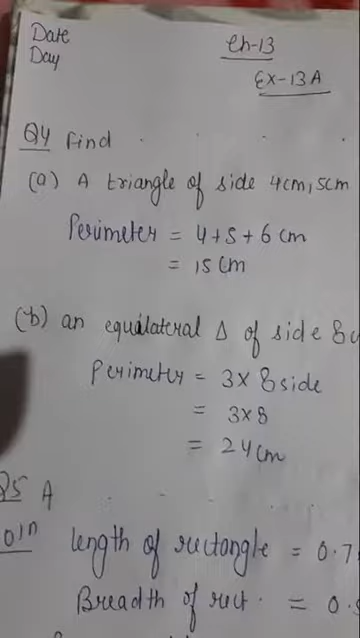 Date
Day
Ch-13
Ex-13A
Q4 Find
(a) A triangle of side 4cm, 5cm
Perimeter = 4+5+6 cm
= 15 cm
(b) an equilateral Δ of side 8c
Perimeter = 3 × 8 side
= 3×8
= 24 cm
Q5 A
Soln length of rectangle = 0.7
Breadth of rect. = 0.